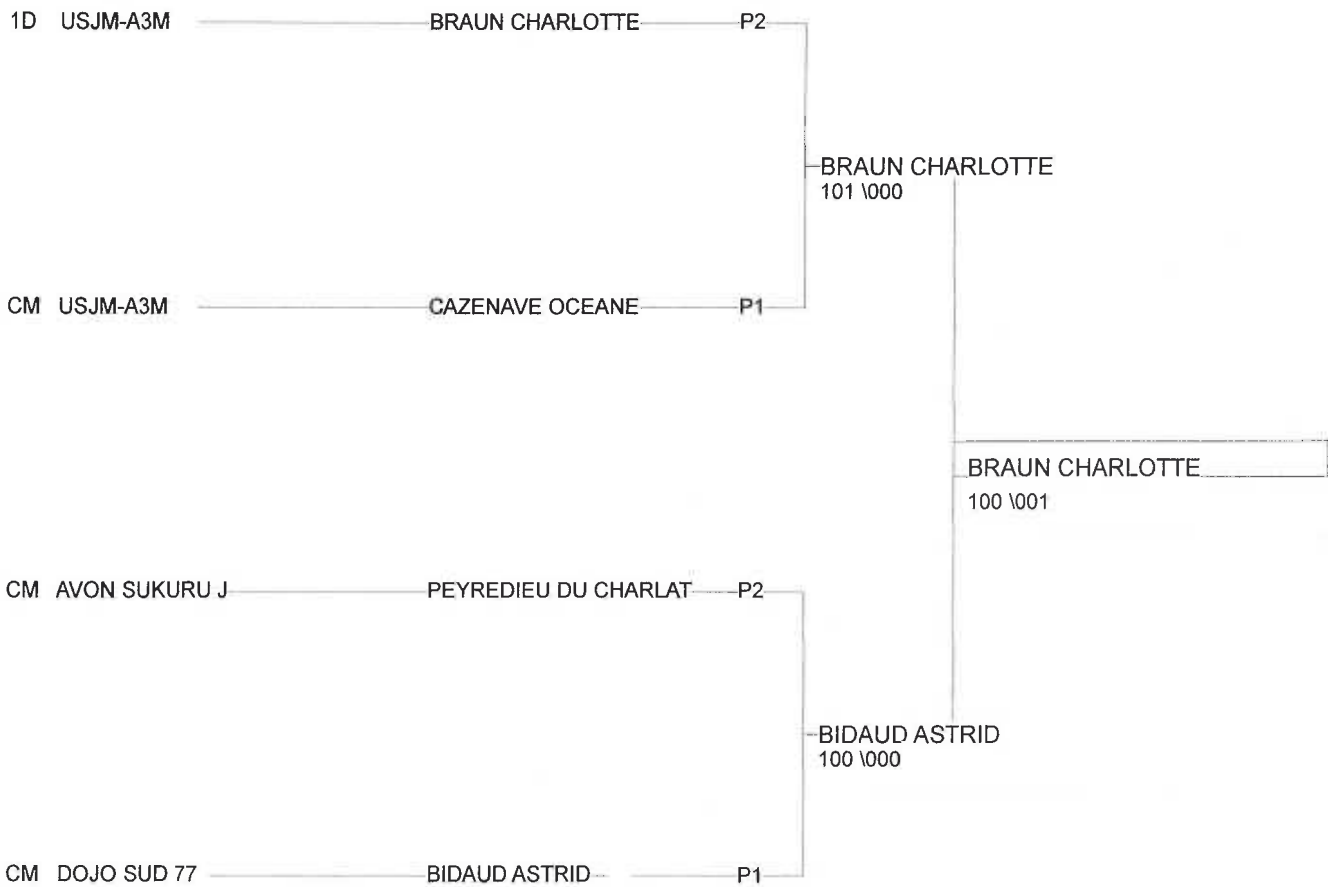 1D USJM-A3M BRAUN CHARLOTTE P2
BRAUN CHARLOTTE
101 \000
CM USJM-A3M CAZENAVE OCEANE P1
BRAUN CHARLOTTE
100 \001
CM AVON SUKURU J PEYREDIEU DU CHARLAT P2
BIDAUD ASTRID
100 \000
CM DOJO SUD 77 BIDAUD ASTRID P1